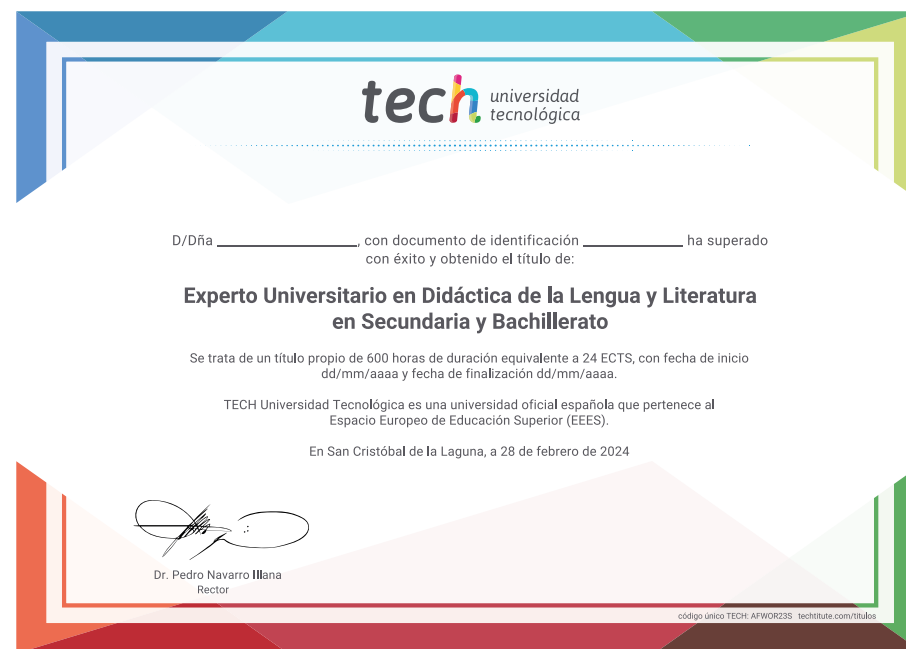 tech universidad
tecnológica
D/Dña ____________________, con documento de identificación ______________ ha superado
con éxito y obtenido el título de:
Experto Universitario en Didáctica de la Lengua y Literatura
en Secundaria y Bachillerato
Se trata de un título propio de 600 horas de duración equivalente a 24 ECTS, con fecha de inicio
dd/mm/aaaa y fecha de finalización dd/mm/aaaa.
TECH Universidad Tecnológica es una universidad oficial española que pertenece al
Espacio Europeo de Educación Superior (EEES).
En San Cristóbal de la Laguna, a 28 de febrero de 2024
Dr. Pedro Navarro Illana
Rector
código único TECH: AFWOR23S techtitute.com/titulos